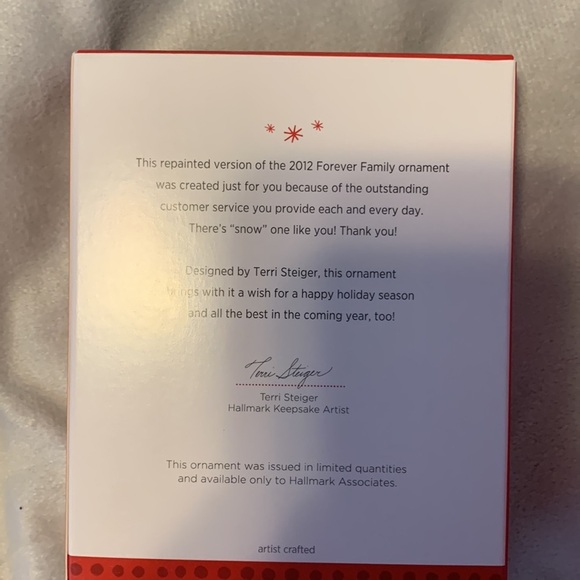 This repainted version of the 2012 Forever Family ornament
was created just for you because of the outstanding
customer service you provide each and every day.
There's "snow" one like you! Thank you!
Designed by Terri Steiger, this ornament
brings with it a wish for a happy holiday season
and all the best in the coming year, too!
Terri Steiger
Terri Steiger
Hallmark Keepsake Artist
This ornament was issued in limited quantities
and available only to Hallmark Associates.
artist crafted